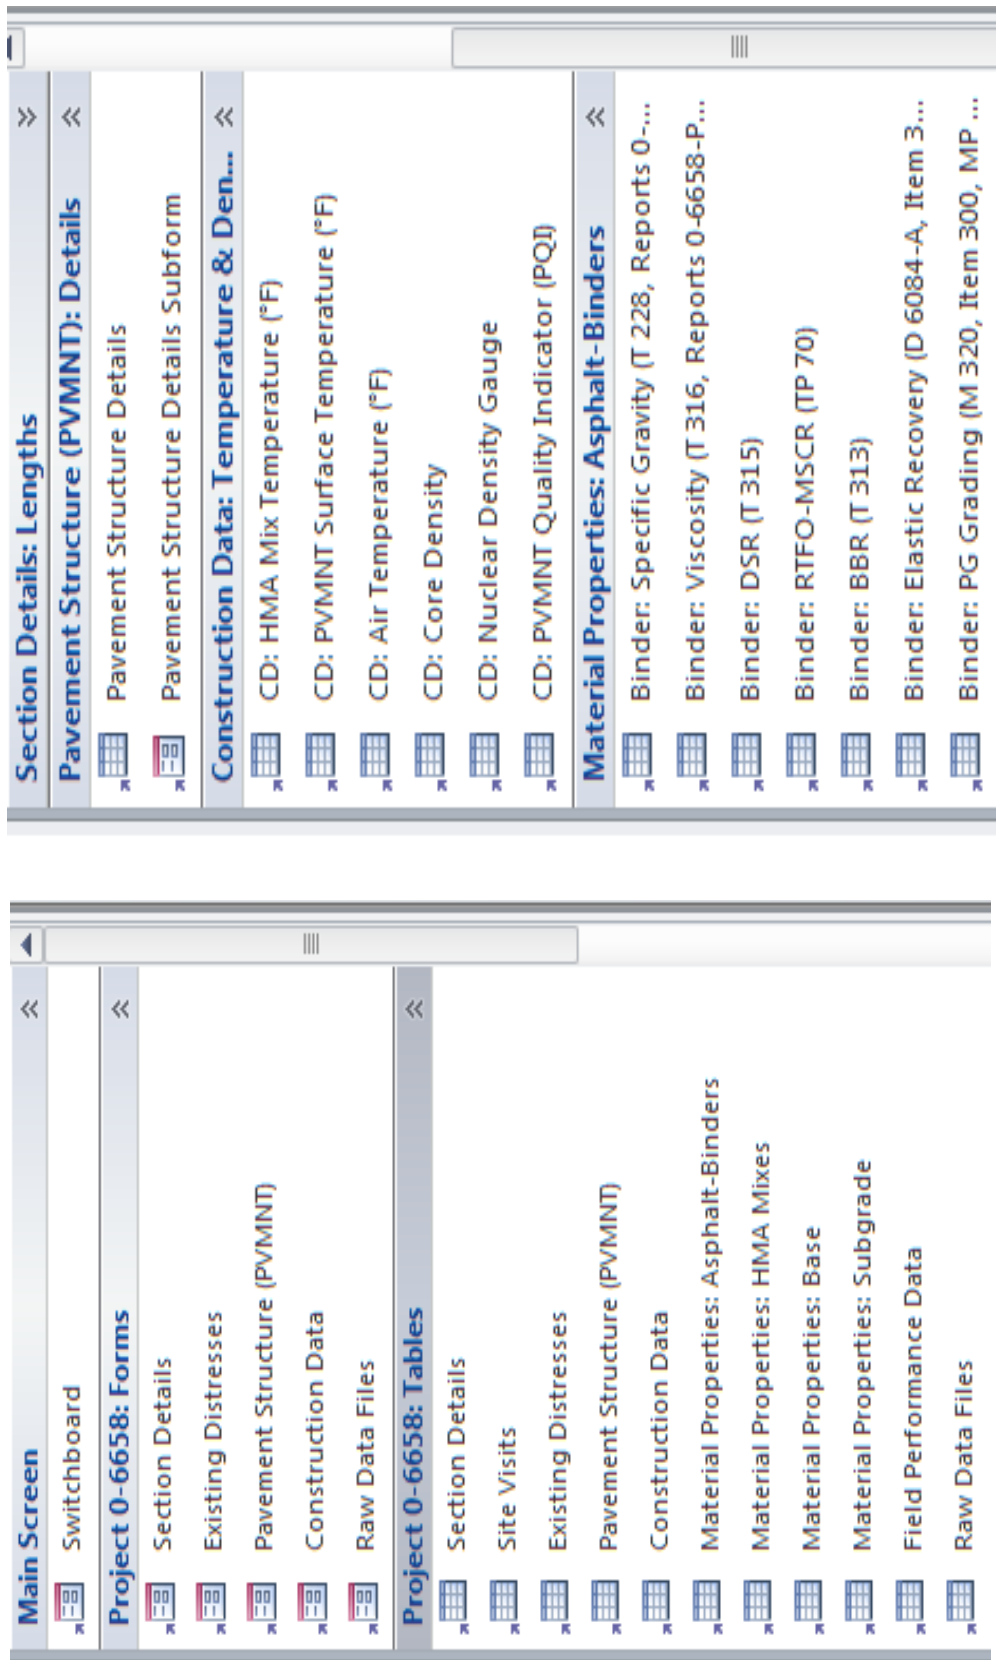 Main Screen
Switchboard
Project 0-6658: Forms
Section Details
Existing Distresses
Pavement Structure (PVMNT)
Construction Data
Raw Data Files
Project 0-6658: Tables
Section Details
Site Visits
Existing Distresses
Pavement Structure (PVMNT)
Construction Data
Material Properties: Asphalt-Binders
Material Properties: HMA Mixes
Material Properties: Base
Material Properties: Subgrade
Field Performance Data
Raw Data Files
Section Details: Lengths
Pavement Structure (PVMNT): Details
Pavement Structure Details
Pavement Structure Details Subform
Construction Data: Temperature & Den...
CD: HMA Mix Temperature (°F)
CD: PVMNT Surface Temperature (°F)
CD: Air Temperature (°F)
CD: Core Density
CD: Nuclear Density Gauge
CD: PVMNT Quality Indicator (PQI)
Material Properties: Asphalt-Binders
Binder: Specific Gravity (T 228, Reports 0-...
Binder: Viscosity (T 316, Reports 0-6658-P...
Binder: DSR (T 315)
Binder: RTFO-MSCR (TP 70)
Binder: BBR (T 313)
Binder: Elastic Recovery (D 6084-A, Item 3...
Binder: PG Grading (M 320, Item 300, MP ...